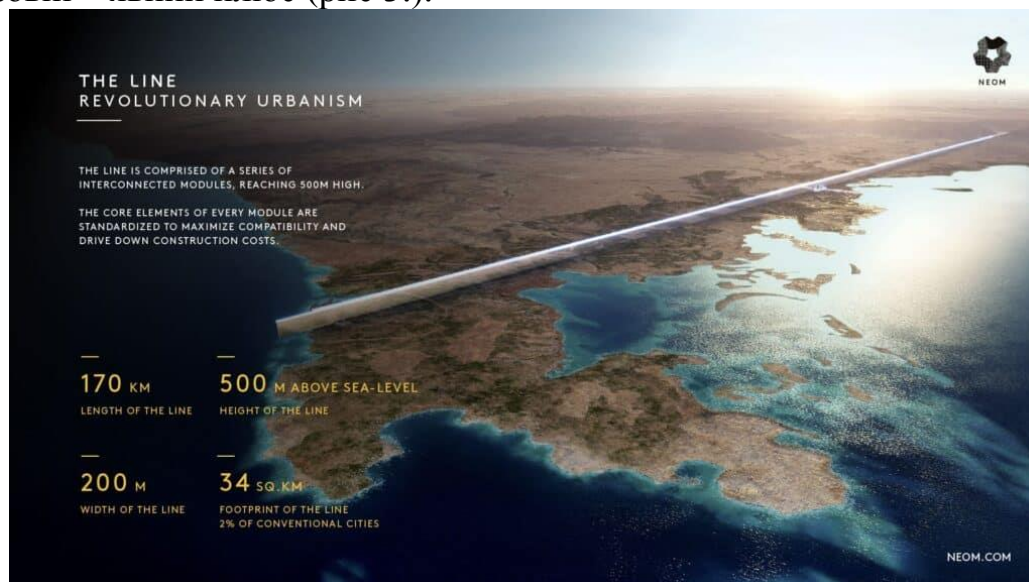 плюс (рис 3.).
THE LINE
REVOLUTIONARY URBANISM
NEOM
THE LINE IS COMPRISED OF A SERIES OF
INTERCONNECTED MODULES, REACHING 500M HIGH.
THE CORE ELEMENTS OF EVERY MODULE ARE
STANDARDIZED TO MAXIMIZE COMPATIBILITY AND
DRIVE DOWN CONSTRUCTION COSTS.
170 KM
LENGTH OF THE LINE
500 M ABOVE SEA-LEVEL
HEIGHT OF THE LINE
200 M
WIDTH OF THE LINE
34 SQ.KM
FOOTPRINT OF THE LINE
2% OF CONVENTIONAL CITIES
NEOM.COM